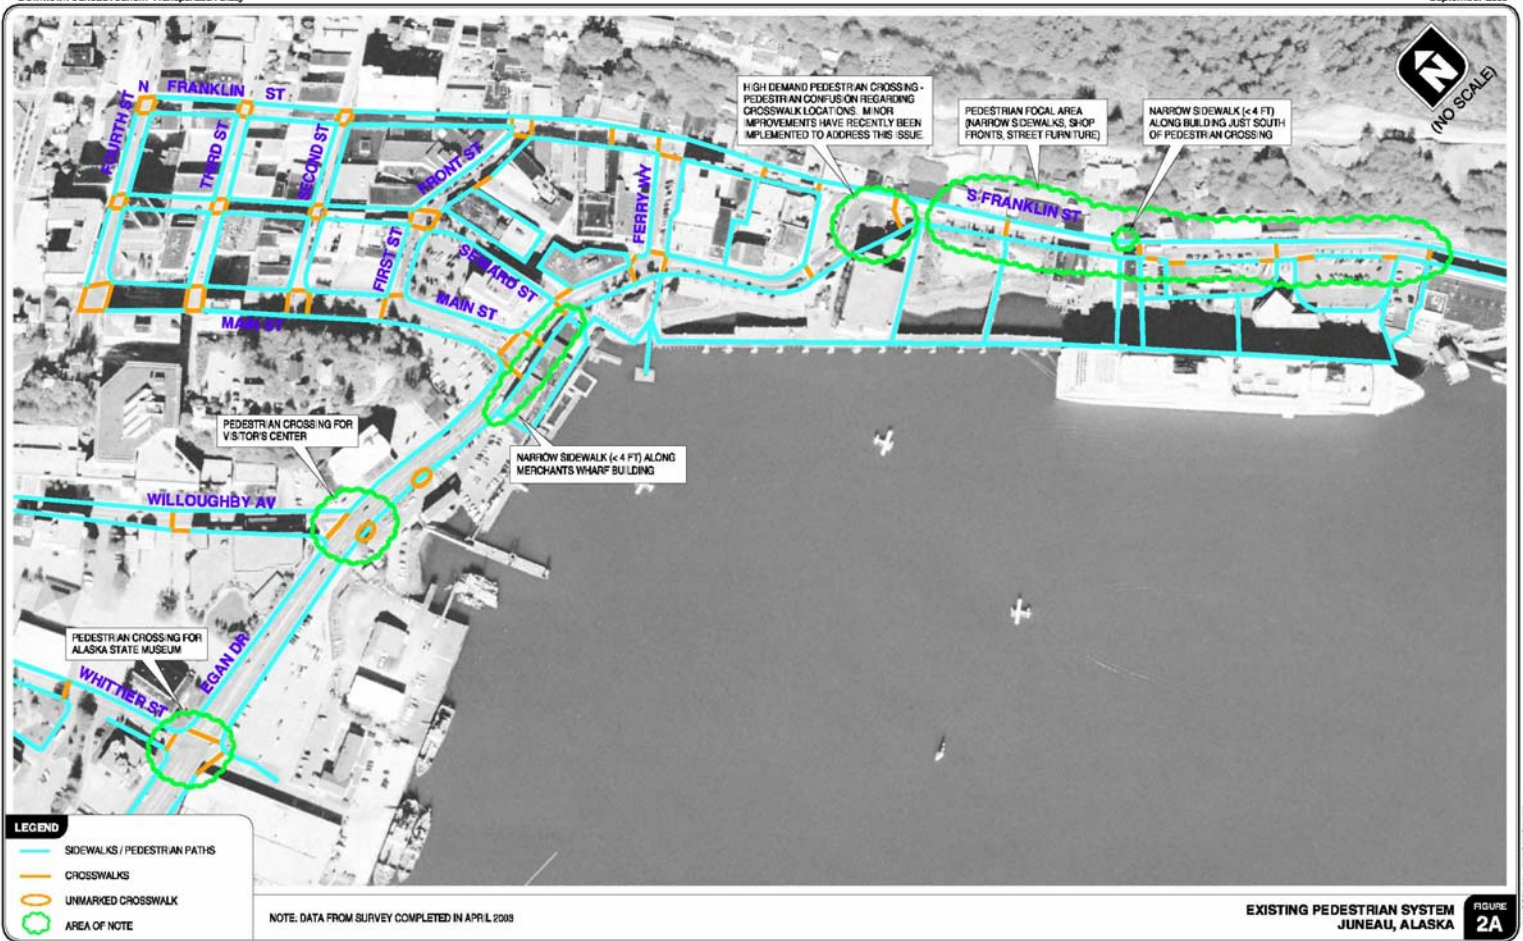 N FRANKLIN ST
FOURTH ST
THIRD ST
SECOND ST
FRONT ST
FERRY WY
FIRST ST
SEWARD ST
MAIN ST
MAIN ST
S FRANKLIN ST
HIGH DEMAND PEDESTRIAN CROSSING -
PEDESTRIAN CONFUSION REGARDING
CROSSWALK LOCATIONS. MINOR
IMPROVEMENTS HAVE RECENTLY BEEN
IMPLEMENTED TO ADDRESS THIS ISSUE.
PEDESTRIAN FOCAL AREA
(NARROW SIDEWALKS, SHOP
FRONTS, STREET FURNITURE)
NARROW SIDEWALK (< 4 FT)
ALONG BUILDING JUST SOUTH
OF PEDESTRIAN CROSSING
N
(NO SCALE)
PEDESTRIAN CROSSING FOR
VISITOR'S CENTER
NARROW SIDEWALK (< 4 FT) ALONG
MERCHANTS WHARF BUILDING
WILLOUGHBY AV
PEDESTRIAN CROSSING FOR
ALASKA STATE MUSEUM
EGAN DR
WHITTIER ST
LEGEND
SIDEWALKS / PEDESTRIAN PATHS
CROSSWALKS
UNMARKED CROSSWALK
AREA OF NOTE
NOTE: DATA FROM SURVEY COMPLETED IN APRIL 2003
EXISTING PEDESTRIAN SYSTEM
JUNEAU, ALASKA
FIGURE
2A